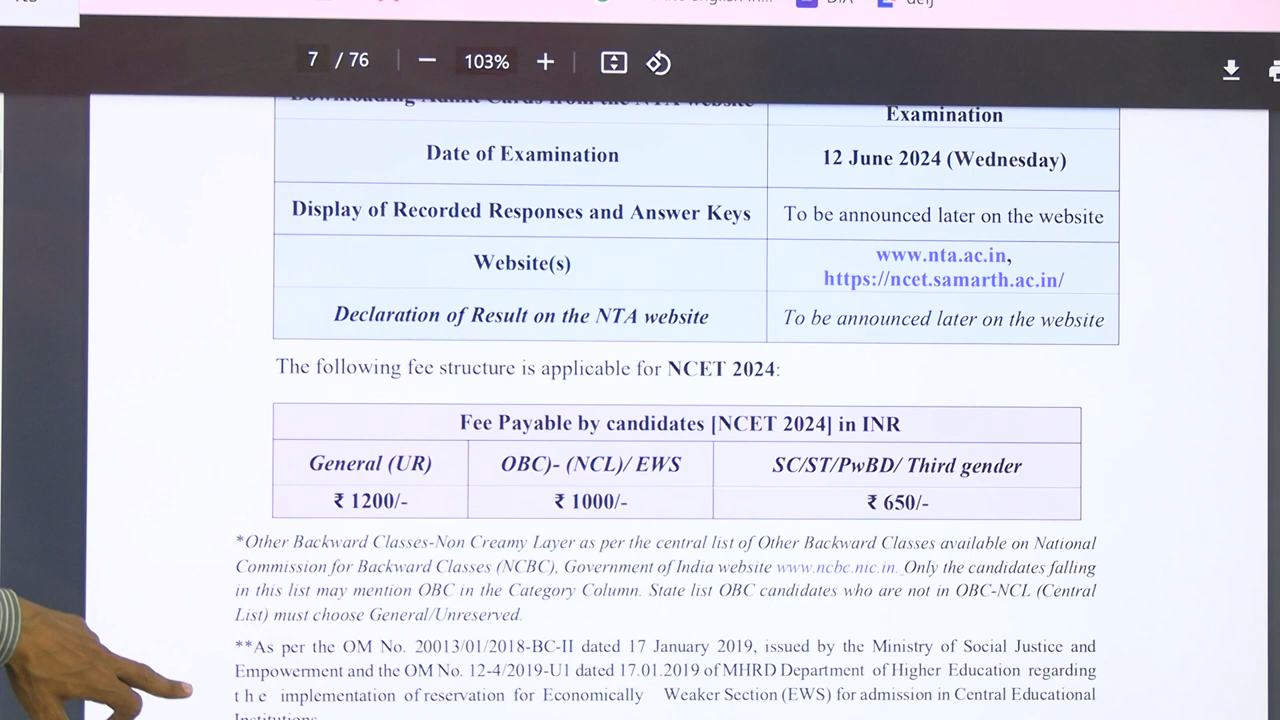 DIA
7 / 76
103%
Downloading Admit Cards from the NTA website
Examination
Date of Examination
12 June 2024 (Wednesday)
Display of Recorded Responses and Answer Keys
To be announced later on the website
Website(s)
www.nta.ac.in,
https://ncet.samarth.ac.in/
Declaration of Result on the NTA website
To be announced later on the website
The following fee structure is applicable for NCET 2024:
Fee Payable by candidates [NCET 2024] in INR
General (UR)
OBC)- (NCL)/ EWS
SC/ST/PwBD/ Third gender
₹ 1200/-
₹ 1000/-
₹ 650/-
*Other Backward Classes-Non Creamy Layer as per the central list of Other Backward Classes available on National
Commission for Backward Classes (NCBC), Government of India website www.ncbc.nic.in. Only the candidates falling
in this list may mention OBC in the Category Column. State list OBC candidates who are not in OBC-NCL (Central
List) must choose General/Unreserved.
**As per the OM No. 20013/01/2018-BC-II dated 17 January 2019, issued by the Ministry of Social Justice and
Empowerment and the OM No. 12-4/2019-U1 dated 17.01.2019 of MHRD Department of Higher Education regarding
the implementation of reservation for Economically Weaker Section (EWS) for admission in Central Educational
Institutions